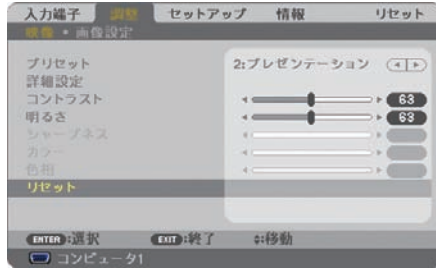 入力端子 調整 セットアップ 情報 リセット
映像 • 画像設定
プリセット 2:プレゼンテーション
詳細設定
コントラスト 63
明るさ 63
シャープネス
カラー
色相
リセット
ENTER:選択 EXIT:終了 :移動
コンピュータ1